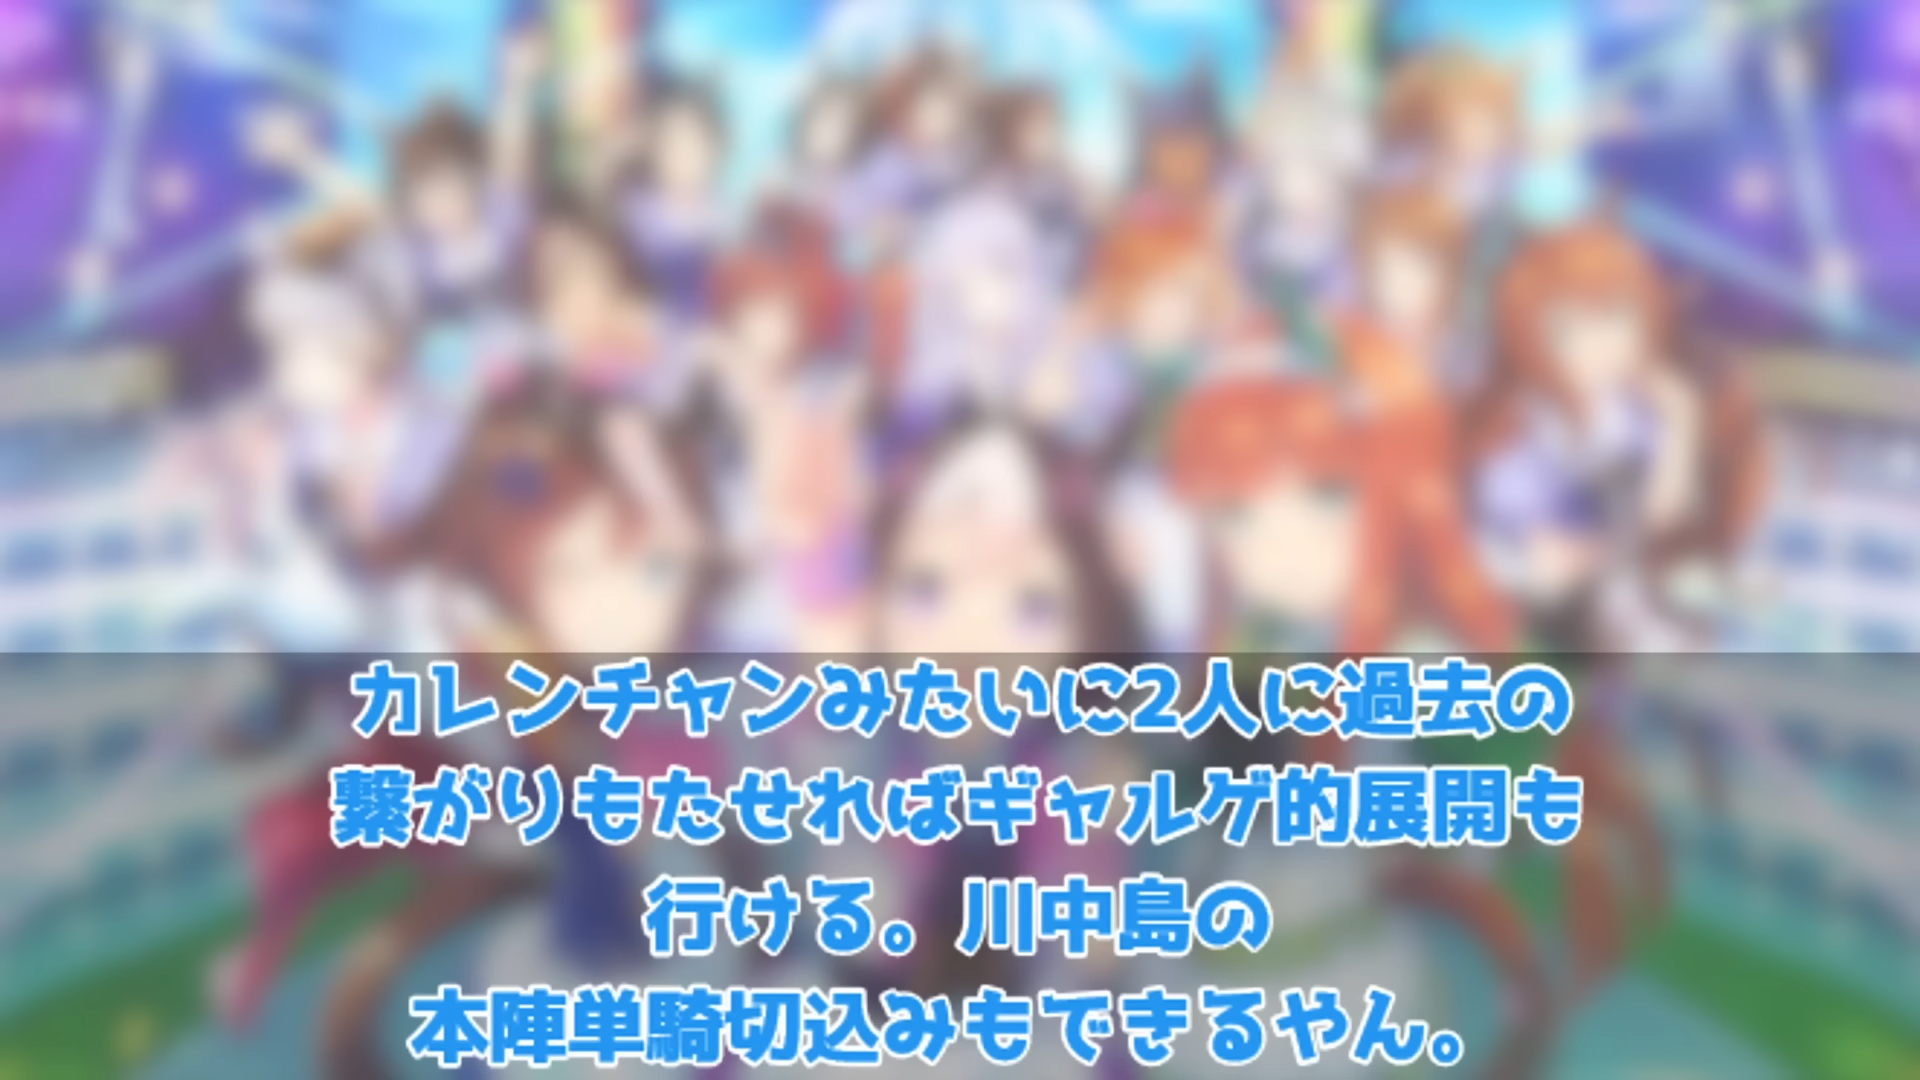 カレンチャンみたいに2人に過去の
繋がりもたせればギャルゲ的展開も
行ける。川中島の
本陣単騎切込みもできるやん。